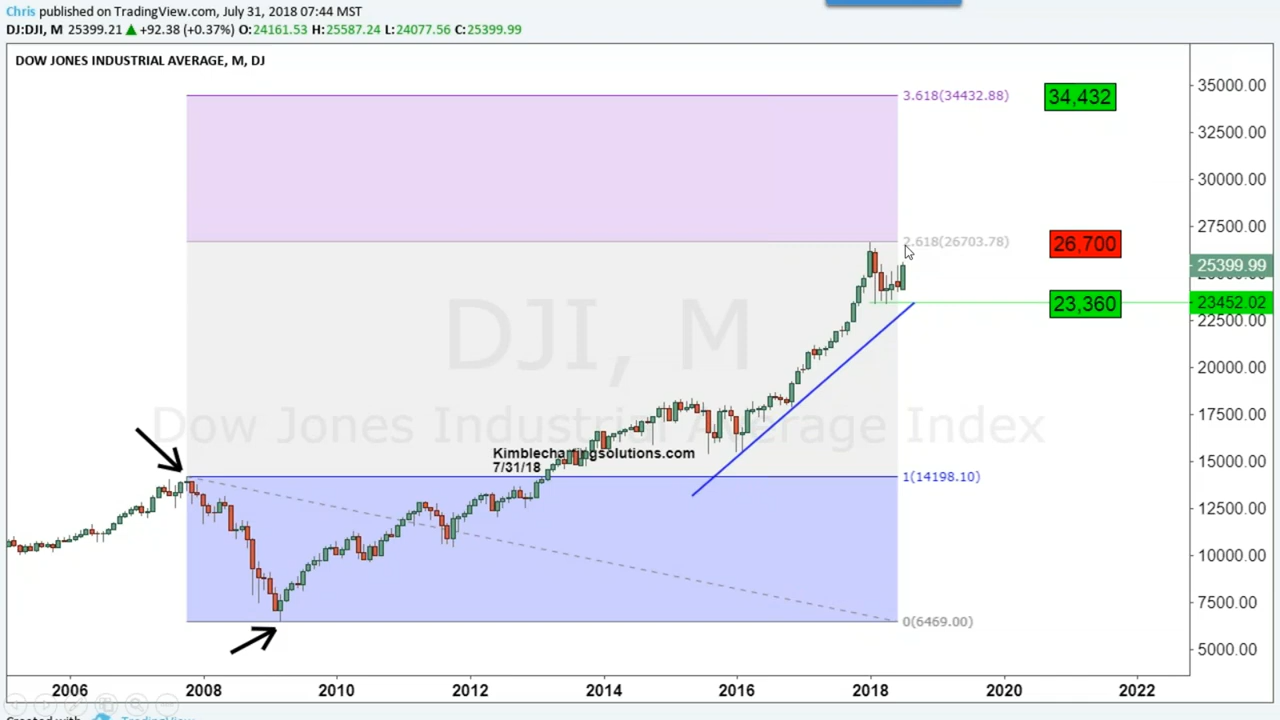 Chris published on TradingView.com, July 31, 2018 07:44 MST
DJ:DJI, M 25399.21 ▲ +92.38 (+0.37%) O:24161.53 H:25587.24 L:24077.56 C:25399.99
DOW JONES INDUSTRIAL AVERAGE, M, DJ
35000.00
3.618(34432.88)
34,432
32500.00
30000.00
27500.00
2.618(26703.78)
26,700
25399.99
23,360
23452.02
22500.00
DJI, M
20000.00
17500.00
Dow Jones Industrial Average Index
Kimblechartingsolutions.com
7/31/18
15000.00
1(14198.10)
12500.00
10000.00
7500.00
0(6469.00)
5000.00
2006 2008 2010 2012 2014 2016 2018 2020 2022
Created with TradingView